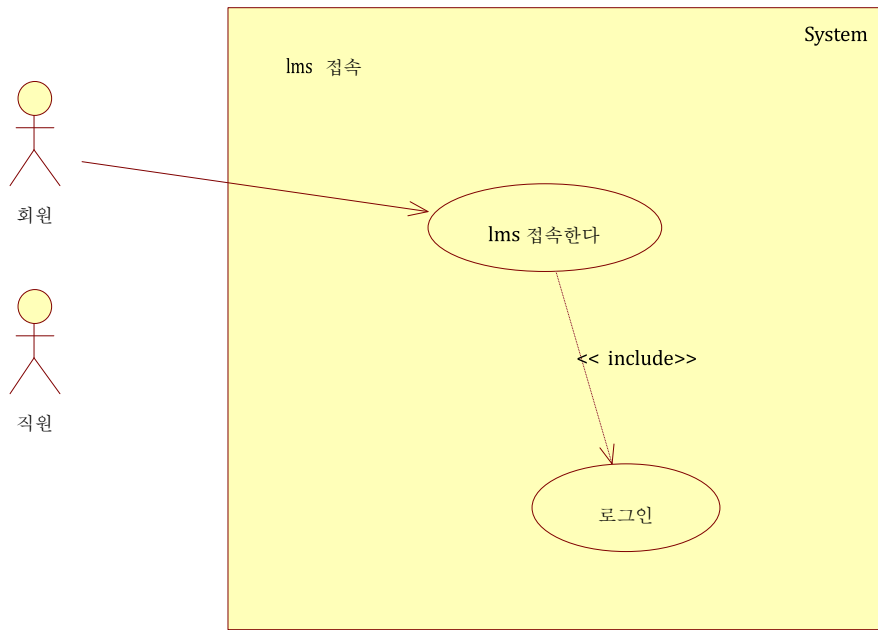 System
lms 접속
회원
lms 접속한다
<< include>>
직원
로그인